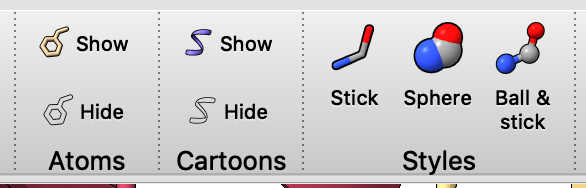 Show
Hide
Atoms
Show
Hide
Cartoons
Stick
Sphere
Ball &
stick
Styles